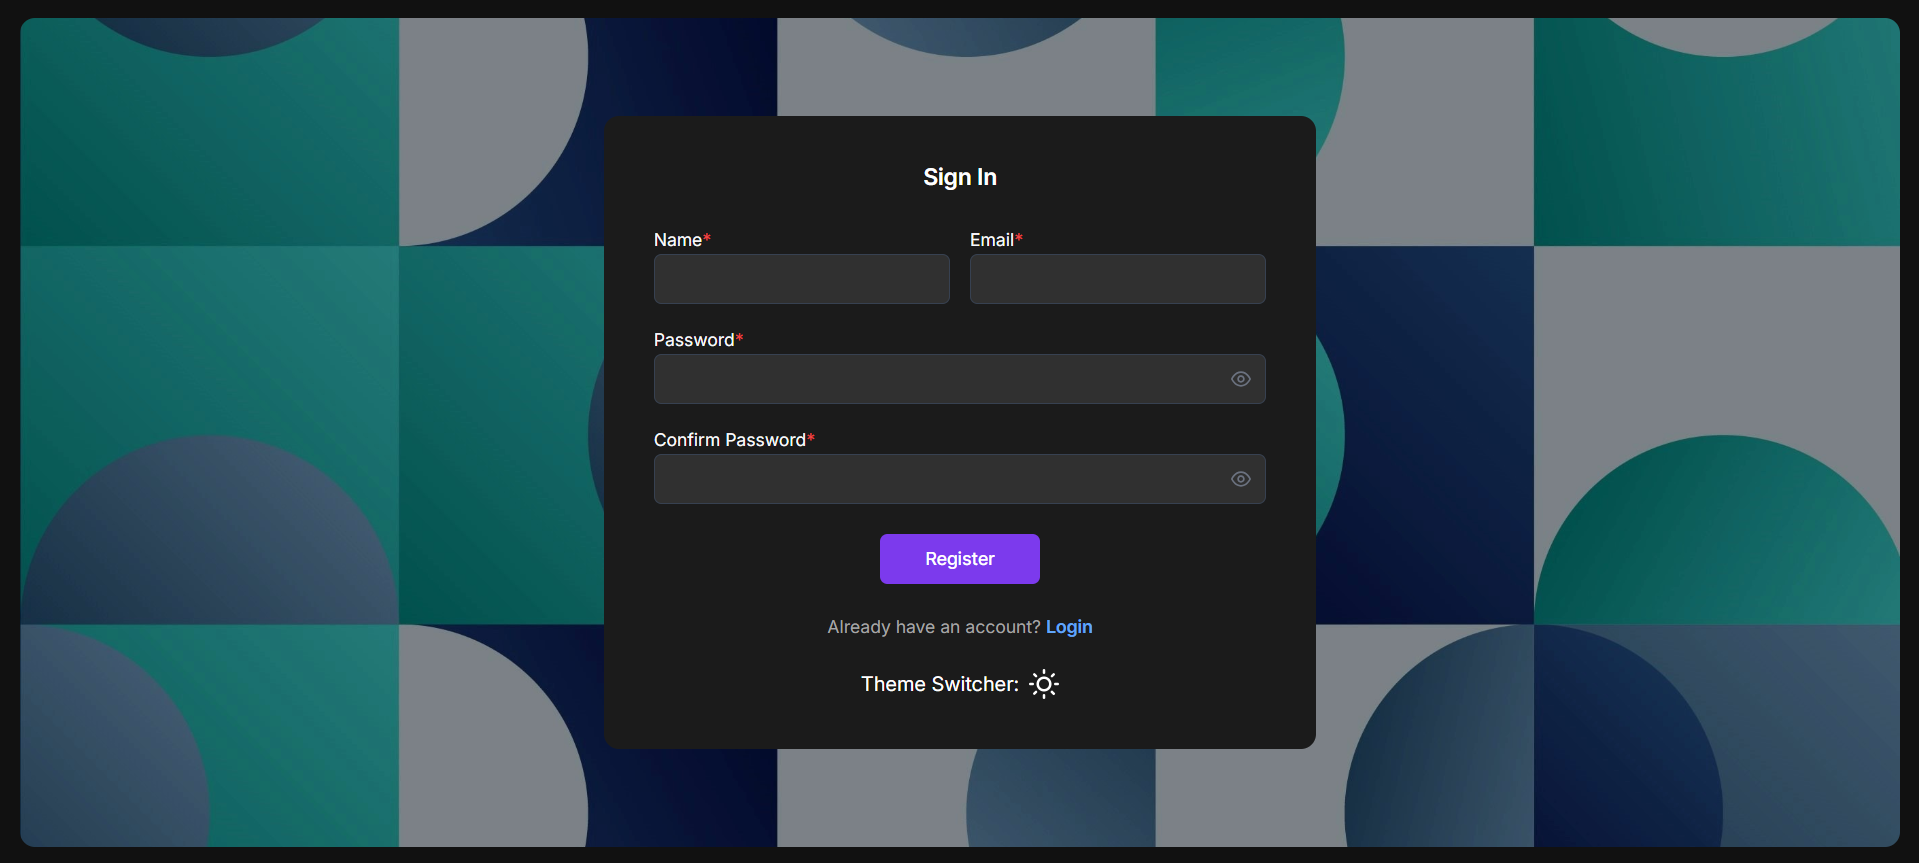 Sign In
Name* Email*
Password*
Confirm Password*
Register
Already have an account? Login
Theme Switcher: